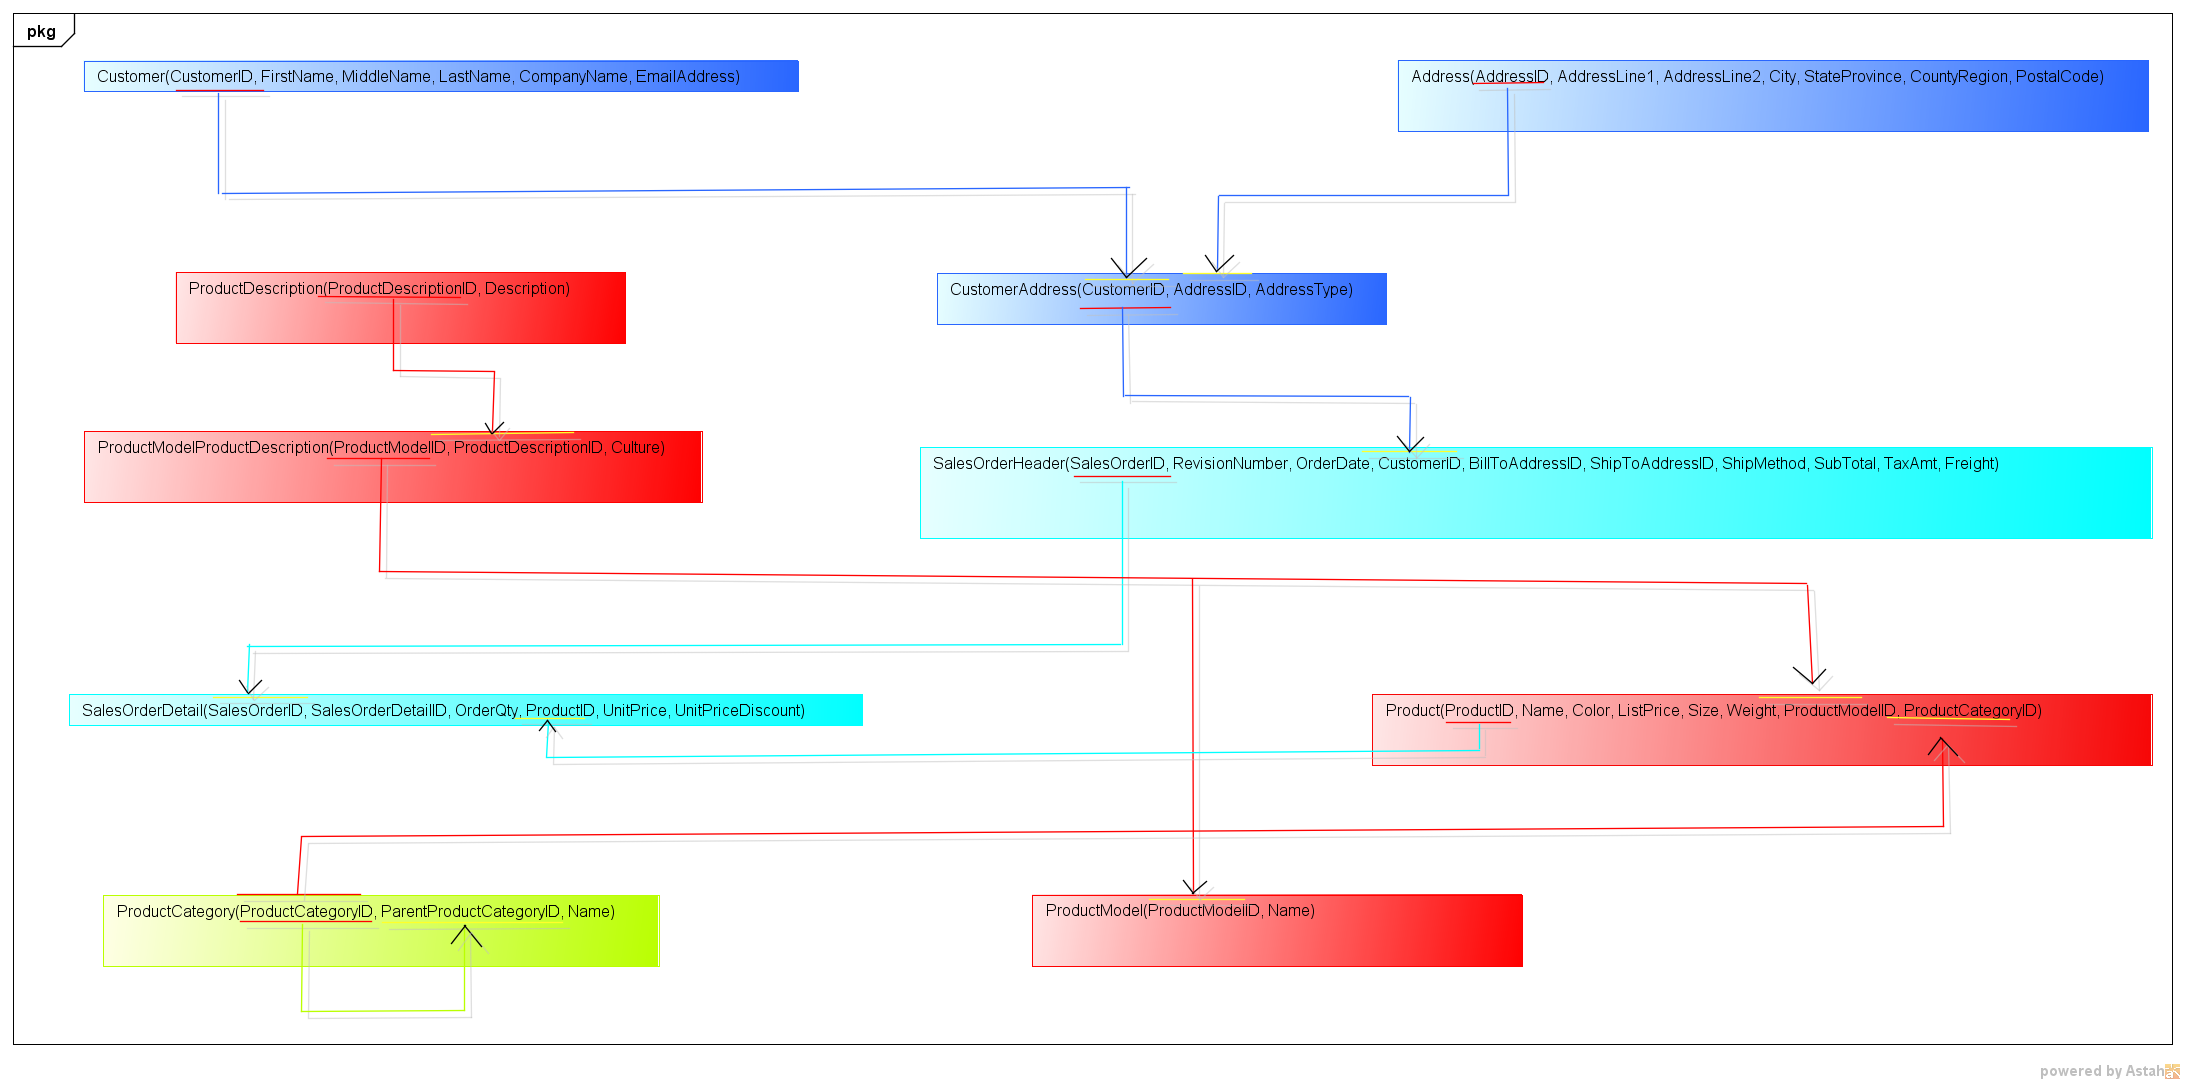 pkg
Customer(CustomerID, FirstName, MiddleName, LastName, CompanyName, EmailAddress)
Address(AddressID, AddressLine1, AddressLine2, City, StateProvince, CountyRegion, PostalCode)
ProductDescription(ProductDescriptionID, Description)
CustomerAddress(CustomerID, AddressID, AddressType)
ProductModelProductDescription(ProductModelID, ProductDescriptionID, Culture)
SalesOrderHeader(SalesOrderID, RevisionNumber, OrderDate, CustomerID, BillToAddressID, ShipToAddressID, ShipMethod, SubTotal, TaxAmt, Freight)
SalesOrderDetail(SalesOrderID, SalesOrderDetailID, OrderQty, ProductID, UnitPrice, UnitPriceDiscount)
Product(ProductID, Name, Color, ListPrice, Size, Weight, ProductModelID, ProductCategoryID)
ProductCategory(ProductCategoryID, ParentProductCategoryID, Name)
ProductModel(ProductModelID, Name)
powered by Astah